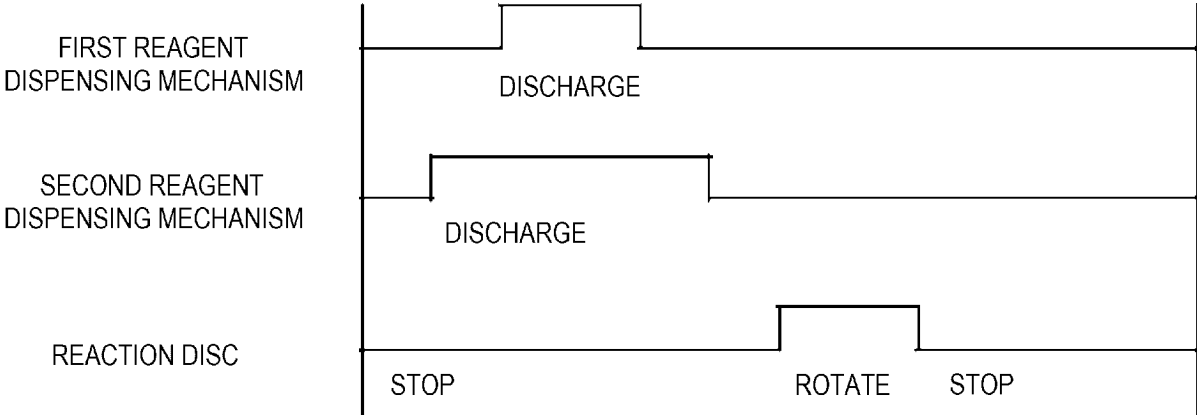 FIRST REAGENT
DISPENSING MECHANISM
DISCHARGE
SECOND REAGENT
DISPENSING MECHANISM
DISCHARGE
REACTION DISC
STOP ROTATE STOP